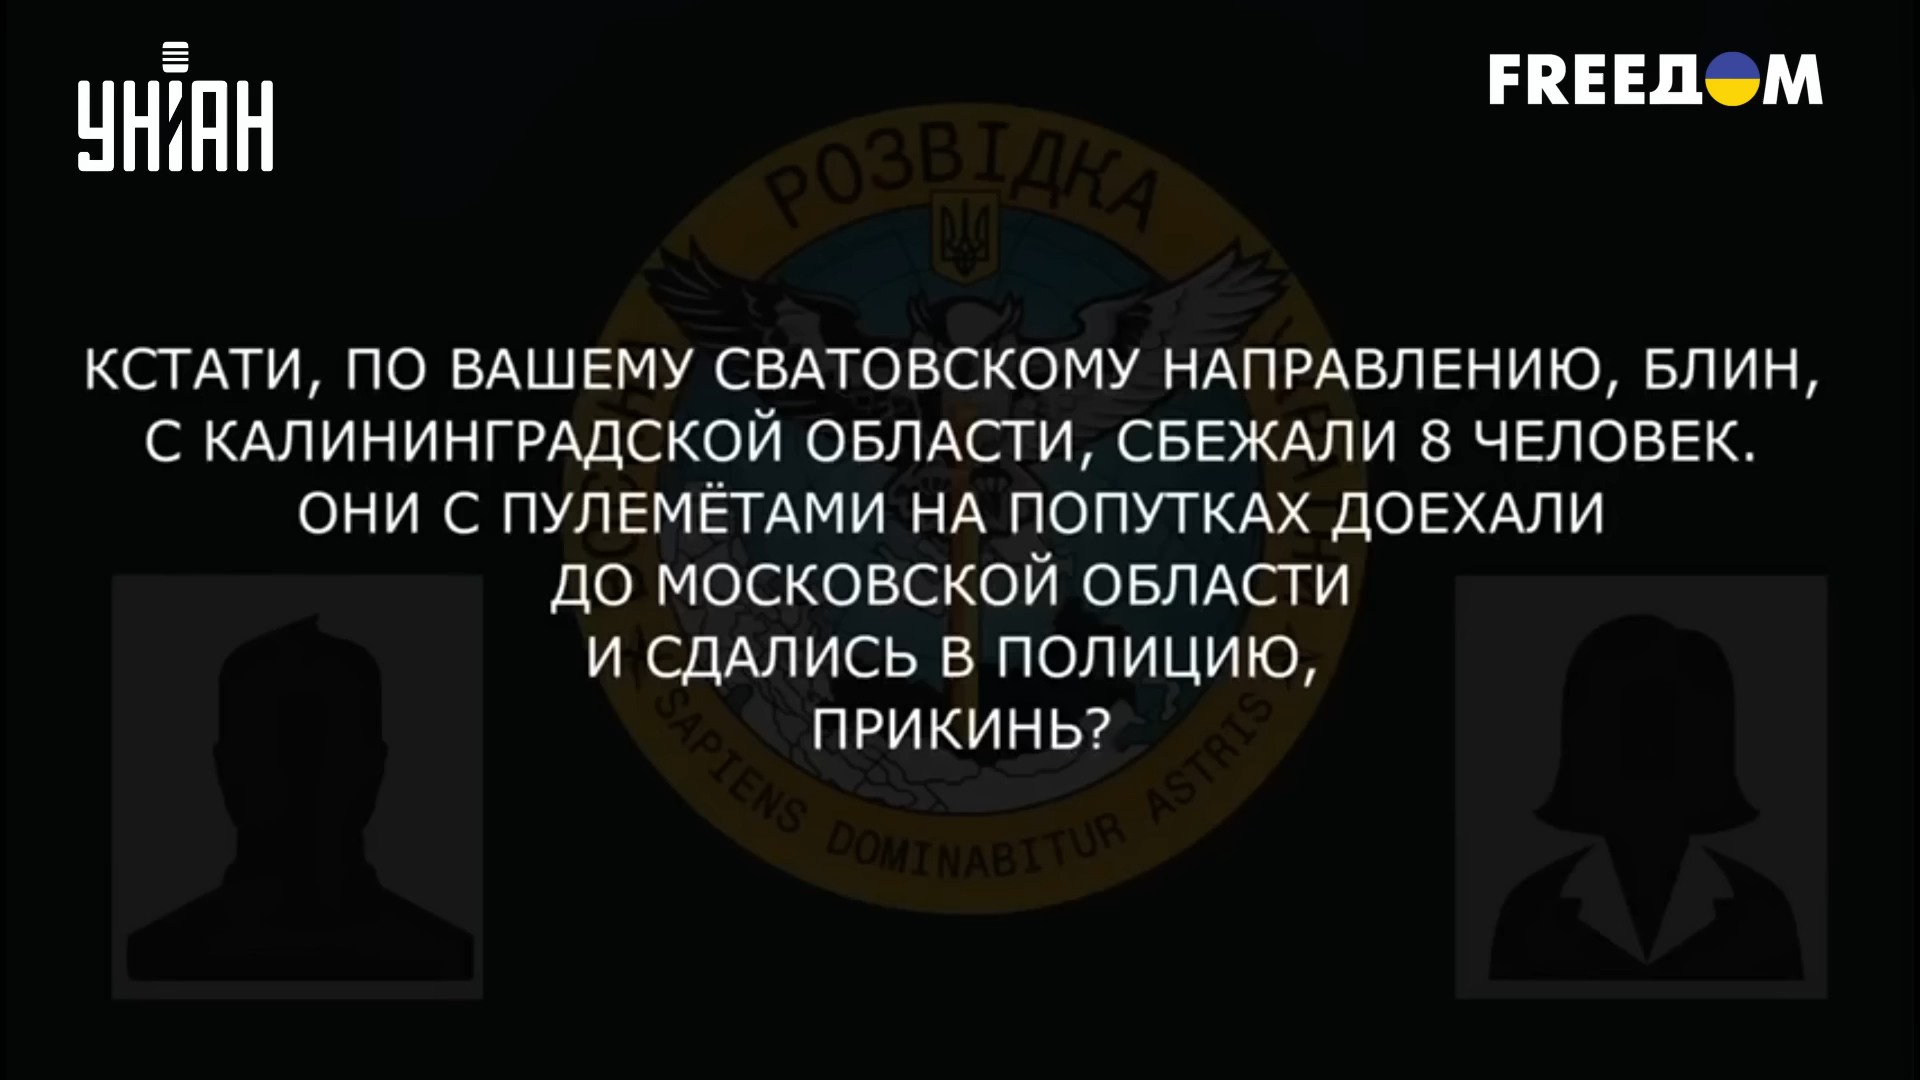 УНІАН
FREEДOM
РОЗВІДКА
КСТАТИ, ПО ВАШЕМУ СВАТОВСКОМУ НАПРАВЛЕНИЮ, БЛИН,
С КАЛИНИНГРАДСКОЙ ОБЛАСТИ, СБЕЖАЛИ 8 ЧЕЛОВЕК.
ОНИ С ПУЛЕМЁТАМИ НА ПОПУТКАХ ДОЕХАЛИ
ДО МОСКОВСКОЙ ОБЛАСТИ
И СДАЛИСЬ В ПОЛИЦИЮ,
ПРИКИНЬ?
SAPIENS DOMINABITUR ASTRIS